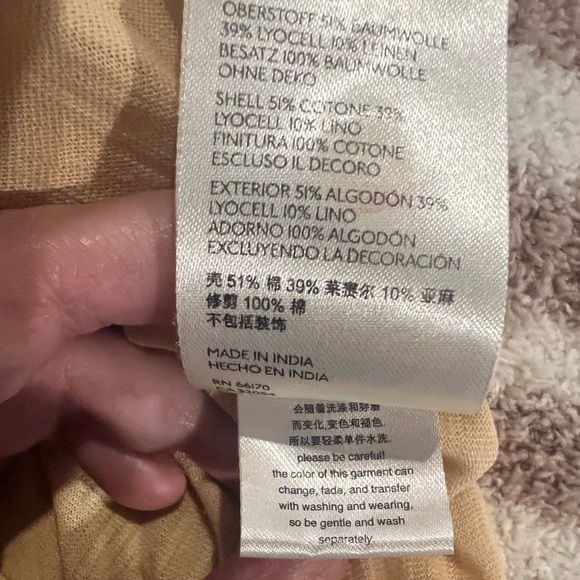 OBERSTOFF 51% BAUMWOLLE
39% LYOCELL 10% LEINEN
BESATZ 100% BAUMWOLLE
OHNE DEKO
SHELL 51% COTONE 39%
LYOCELL 10% LINO
FINITURA 100% COTONE
ESCLUSO IL DECORO
EXTERIOR 51% ALGODÓN 39%
LYOCELL 10% LINO
ADORNO 100% ALGODÓN
EXCLUYENDO LA DECORACIÓN
壳 51% 棉 39% 莱赛尔 10% 亚麻
修剪 100% 棉
不包括装饰
MADE IN INDIA
HECHO EN INDIA
RN 66170
会随着洗涤和穿磨
而变化,变色和褪色.
所以要轻柔单件水洗.
please be careful!
the color of this garment can
change, fade, and transfer
with washing and wearing,
so be gentle and wash
separately.